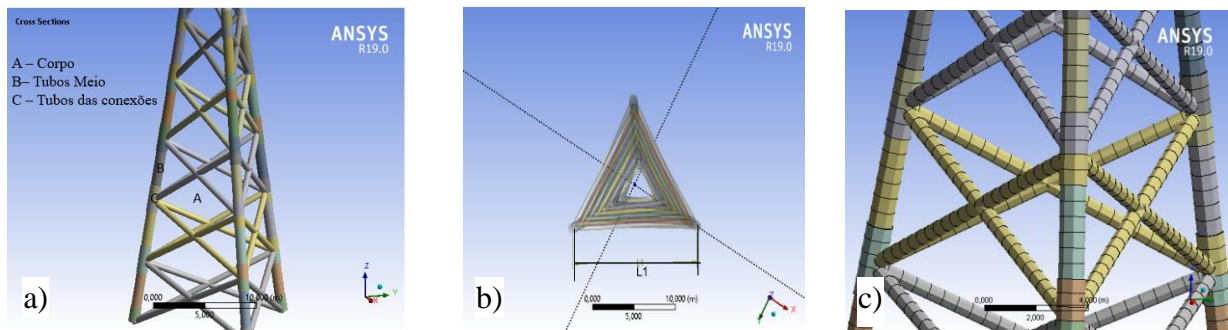 Cross Sections
A – Corpo
B– Tubos Meio
C – Tubos das conexões
ANSYS
R19.0
B
C
A
Z
Y
X
0,000
10,000 (m)
5,000
a)
ANSYS
R19.0
L1
0,000
10,000 (m)
5,000
Z
X
Y
b)
ANSYS
R19.0
0,000
4,000 (m)
2,000
c)